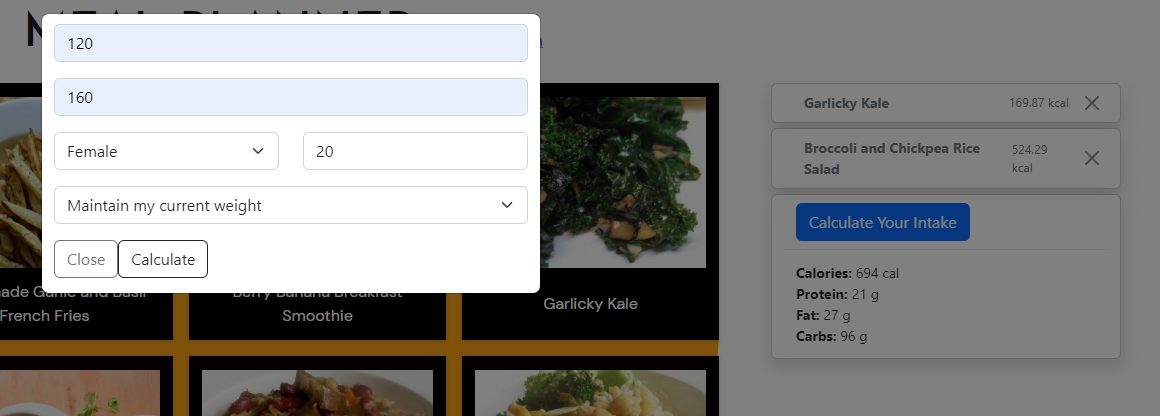 MEAL PLANNER
120
160
Female
20
Maintain my current weight
Close
Calculate
Garlicky Kale
169.87 kcal
Broccoli and Chickpea Rice
Salad
524.29
kcal
Calculate Your Intake
Calories: 694 cal
Protein: 21 g
Fat: 27 g
Carbs: 96 g
Garlic and Basil
French Fries
Berry Banana Breakfast
Smoothie
Garlicky Kale